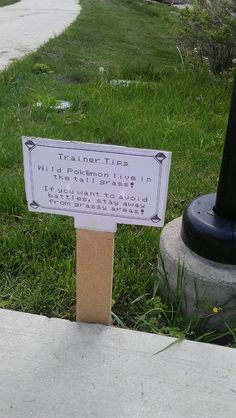 Trainer Tips
Wild Pokémon live in
the tall grass!
If you want to avoid
battles, stay away
from grassy areas!